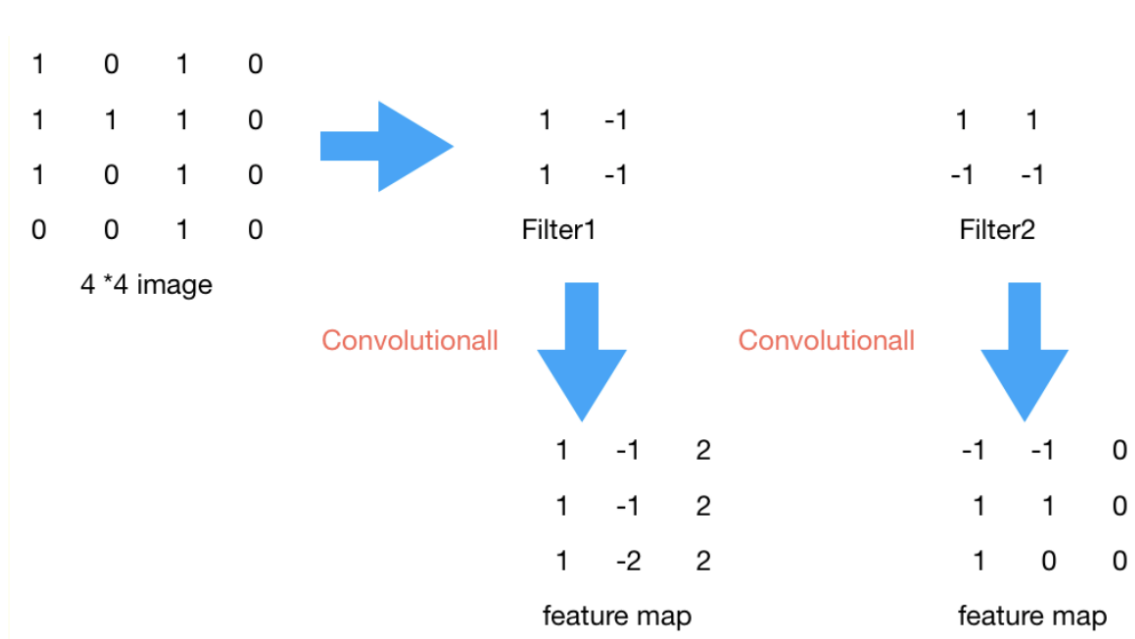 1 0 1 0
1 1 1 0
1 0 1 0
0 0 1 0
4 *4 image
1 -1
1 -1
Filter1
1 1
-1 -1
Filter2
Convolutionall
Convolutionall
1 -1 2
1 -1 2
1 -2 2
feature map
-1 -1 0
1 1 0
1 0 0
feature map